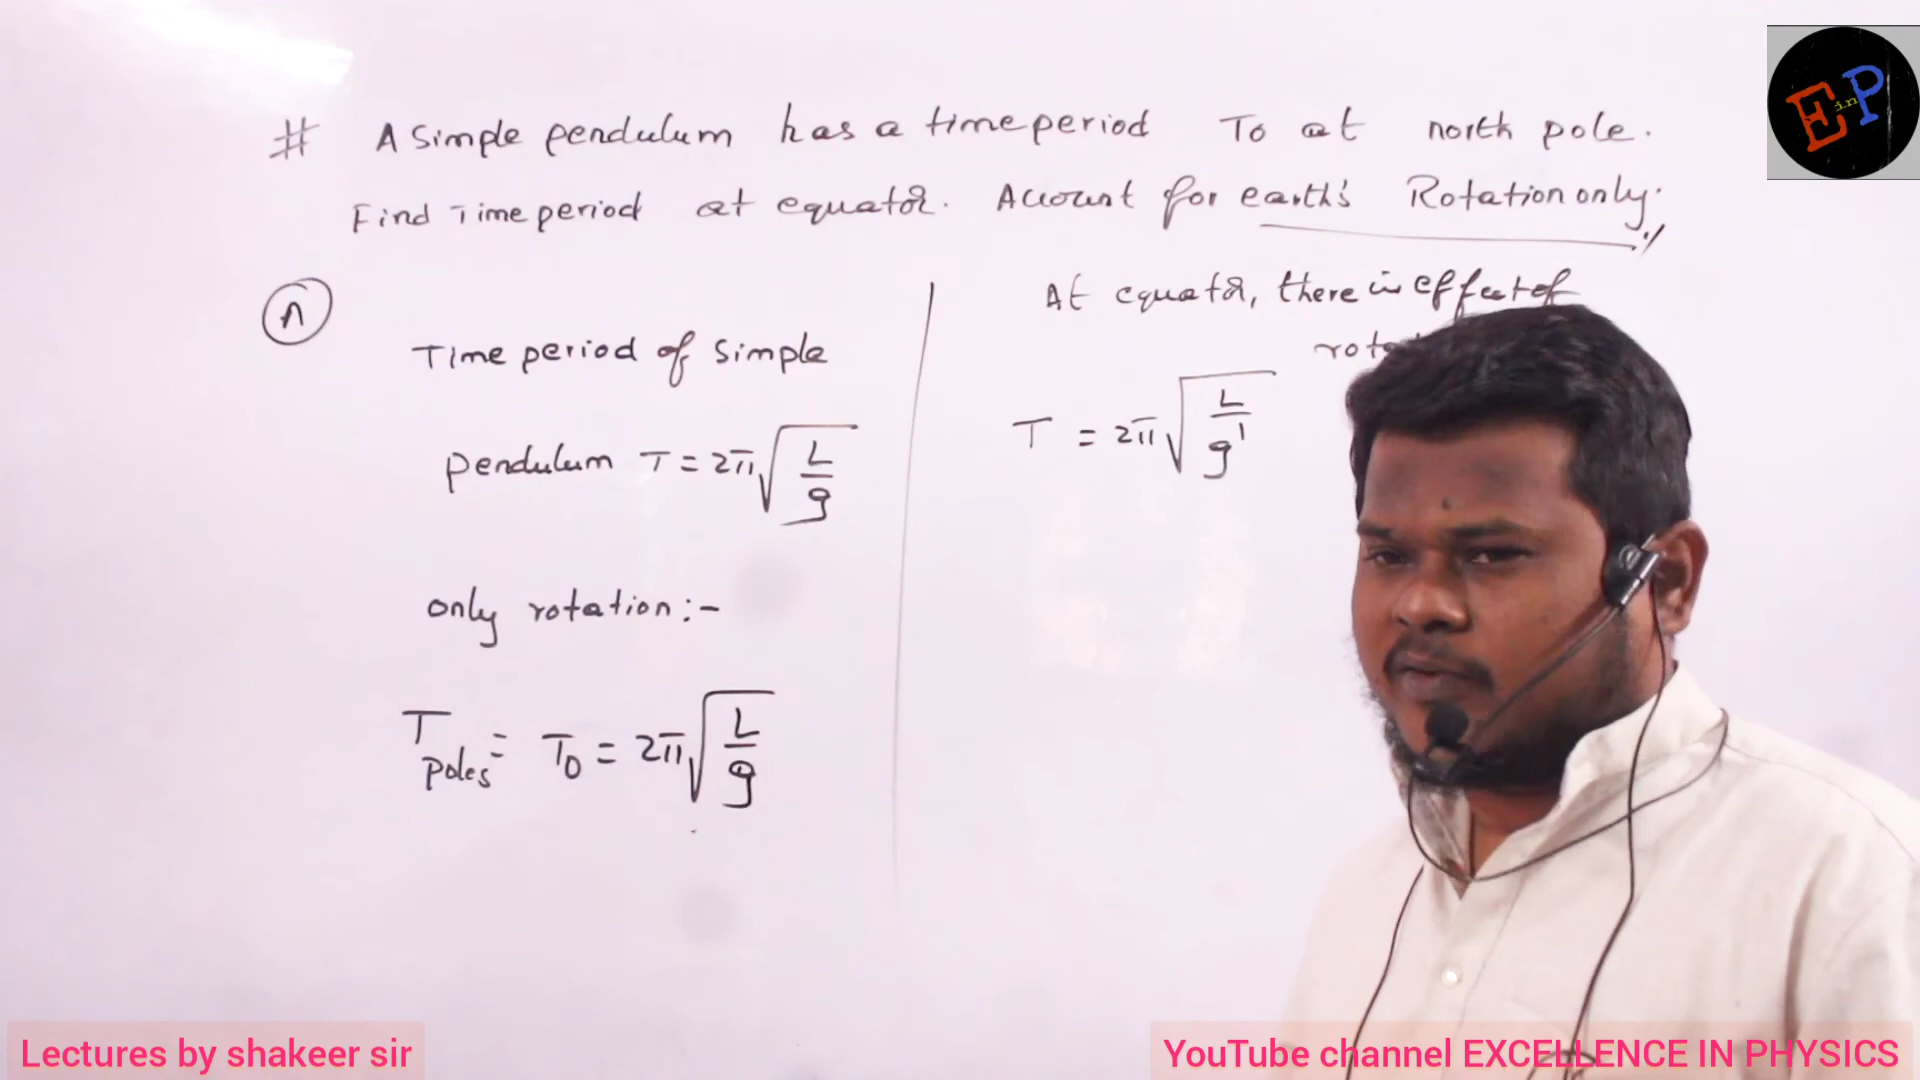 # A Simple pendulum has a time period To at north pole.
Find Time period at equator. Account for earth's Rotation only.
A
Time period of simple
pendulum T = 2π√(L/g)
only rotation:-
T poles = T0 = 2π√(L/g)
At equator, there is effect of
T = 2π√(L/g')
E in P
Lectures by shakeer sir
YouTube channel EXCELLENCE IN PHYSICS